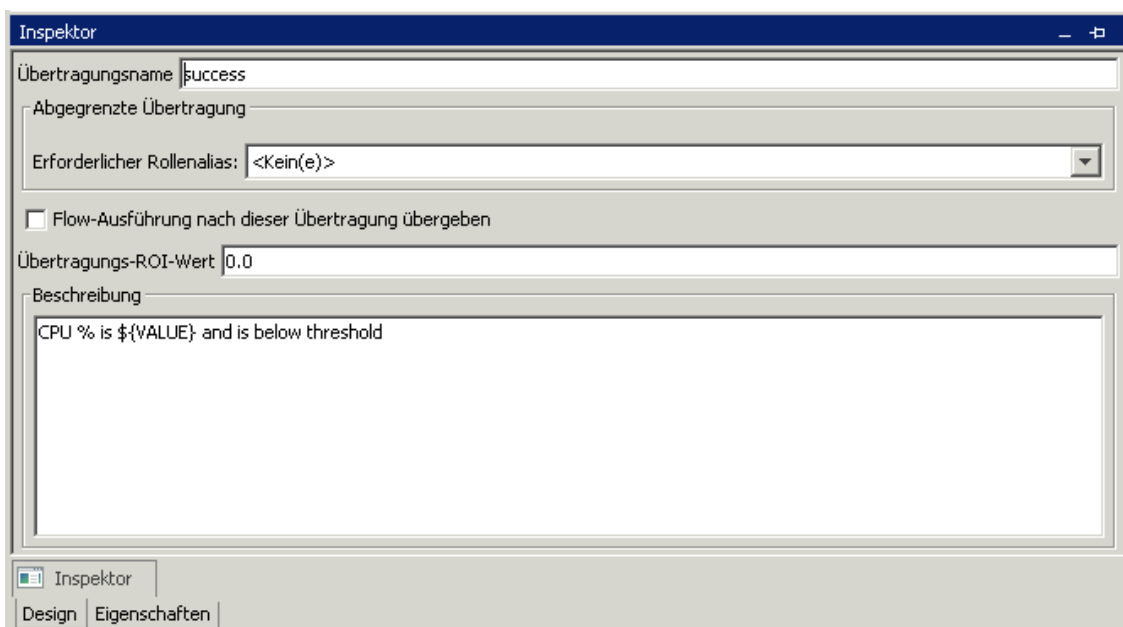 Inspektor
Übertragungsname success
Abgegrenzte Übertragung
Erforderlicher Rollenalias: <Kein(e)>
Flow-Ausführung nach dieser Übertragung übergeben
Übertragungs-ROI-Wert 0.0
Beschreibung
CPU % is ${VALUE} and is below threshold
Inspektor
Design Eigenschaften